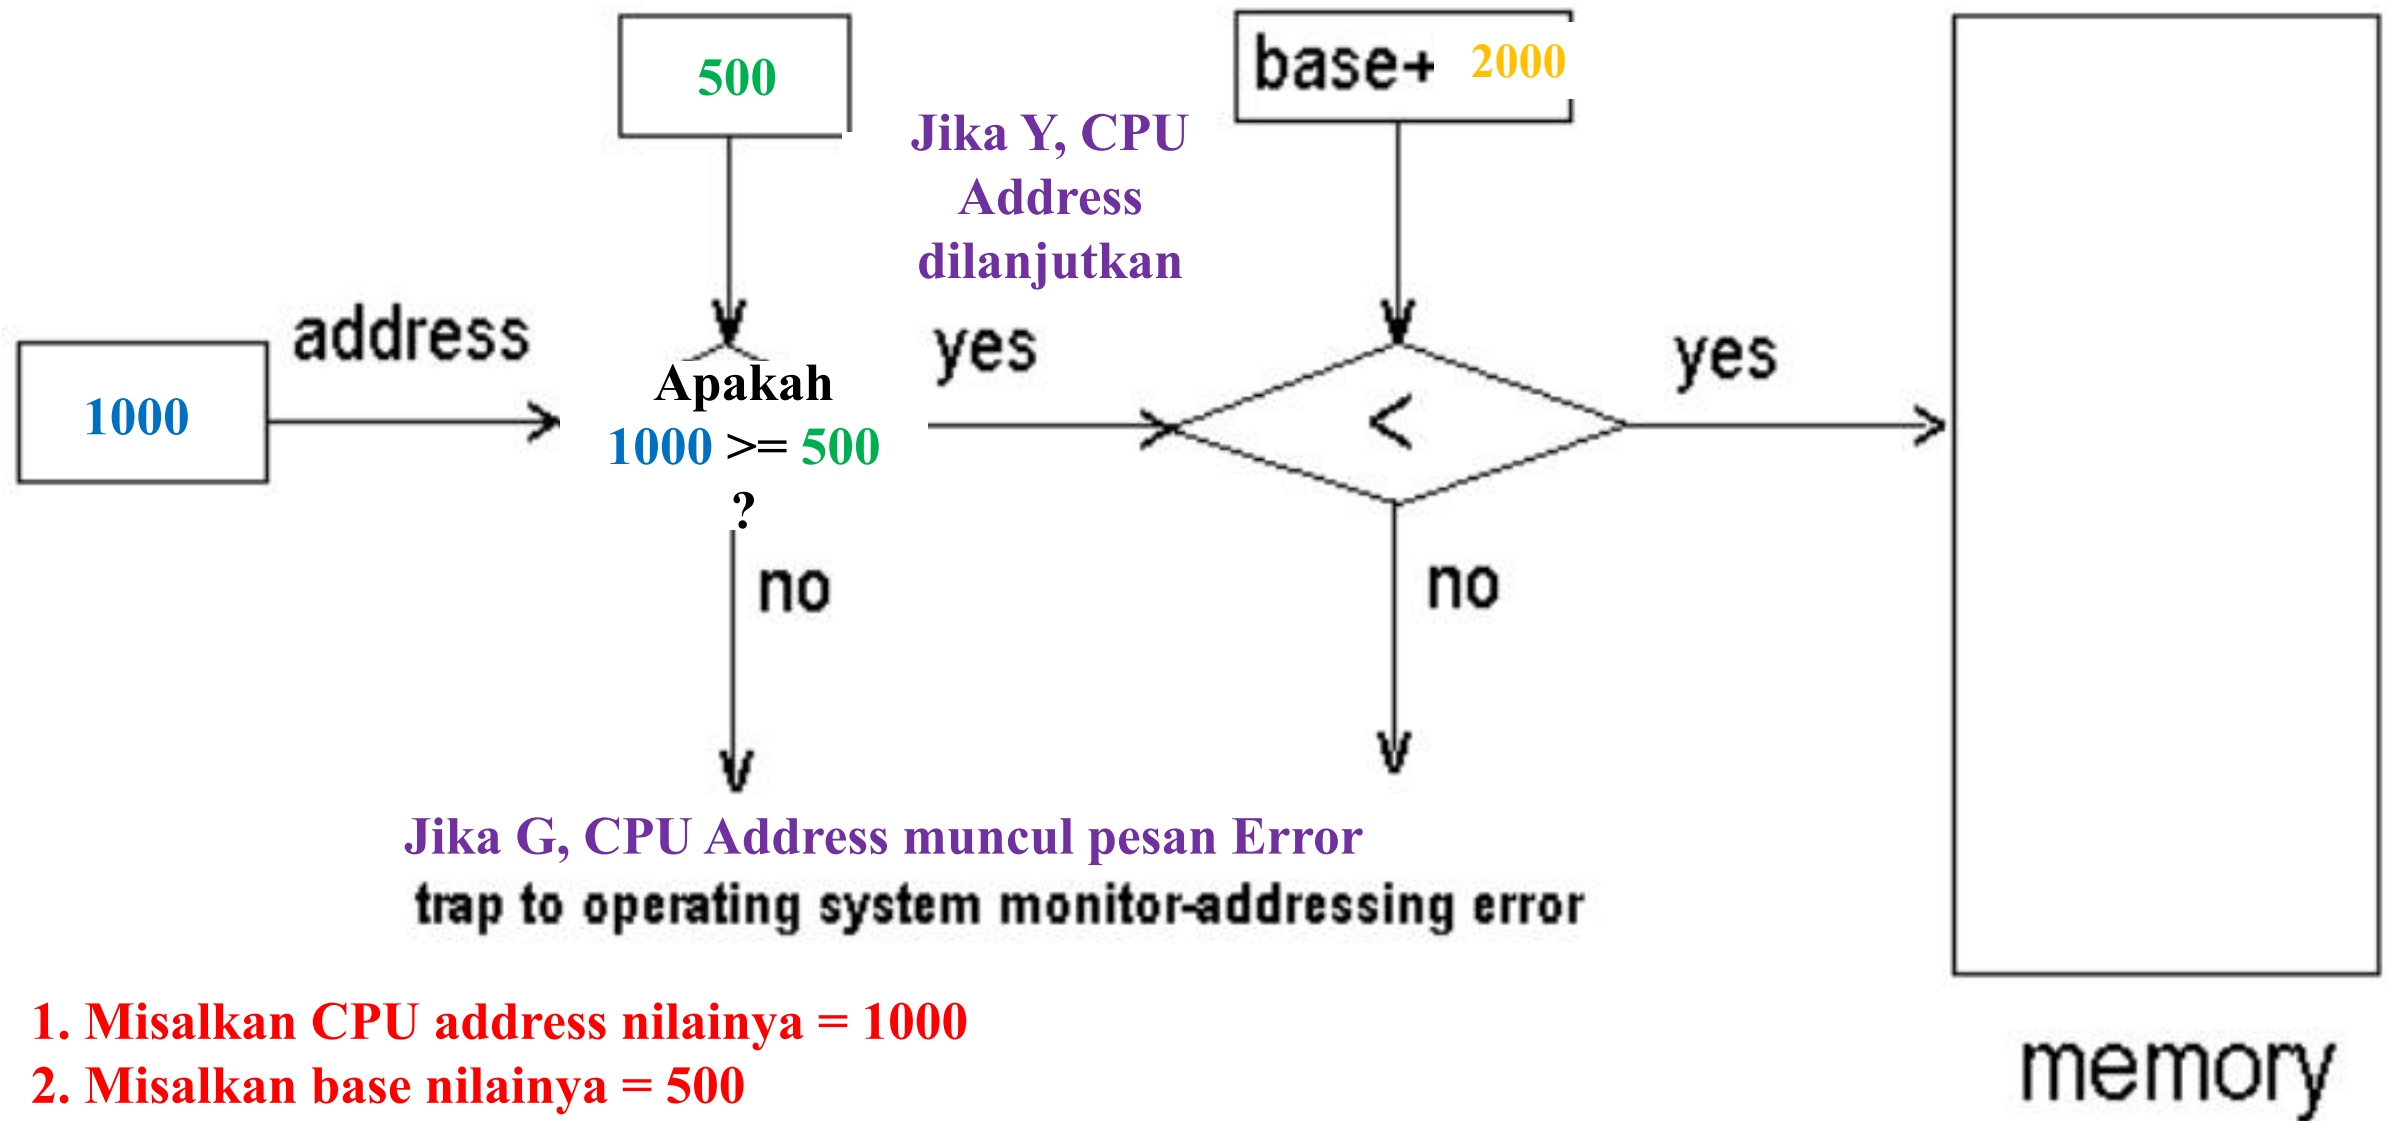 500
base+ 2000
Jika Y, CPU
Address
dilanjutkan
address
yes
yes
1000
Apakah
1000 >= 500
?
<
no
no
Jika G, CPU Address muncul pesan Error
trap to operating system monitor-addressing error
1. Misalkan CPU address nilainya = 1000
2. Misalkan base nilainya = 500
memory